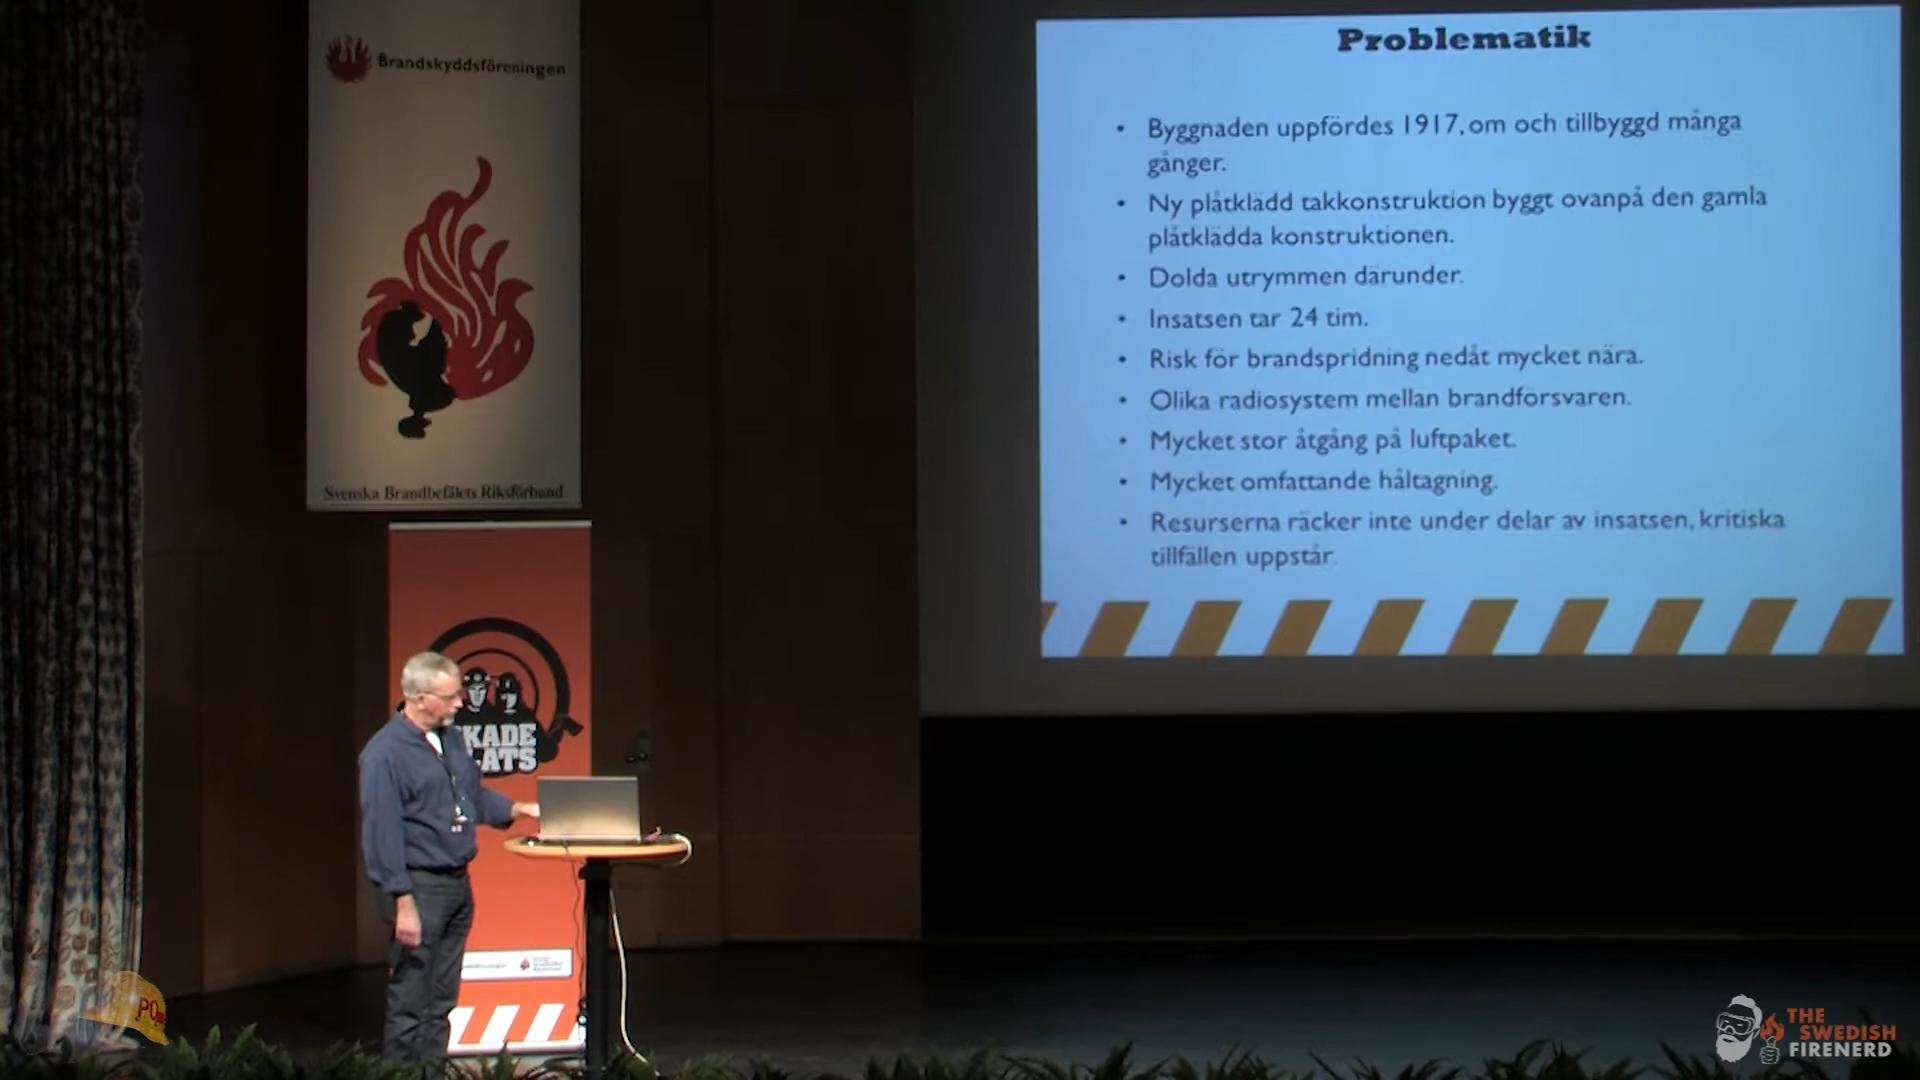 Brandskyddsföreningen
Svenska Brandbefälets Riksförbund
KADE
LATS
Problematik
• Byggnaden uppfördes 1917, om och tillbyggd många
gånger.
• Ny plåtklädd takkonstruktion byggt ovanpå den gamla
plåtklädda konstruktionen.
• Dolda utrymmen därunder.
• Insatsen tar 24 tim.
• Risk för brandspridning nedåt mycket nära.
• Olika radiosystem mellan brandförsvaren.
• Mycket stor åtgång på luftpaket.
• Mycket omfattande håltagning.
• Resurserna räcker inte under delar av insatsen, kritiska
tillfällen uppstår.
THE
SWEDISH
FIRENERD